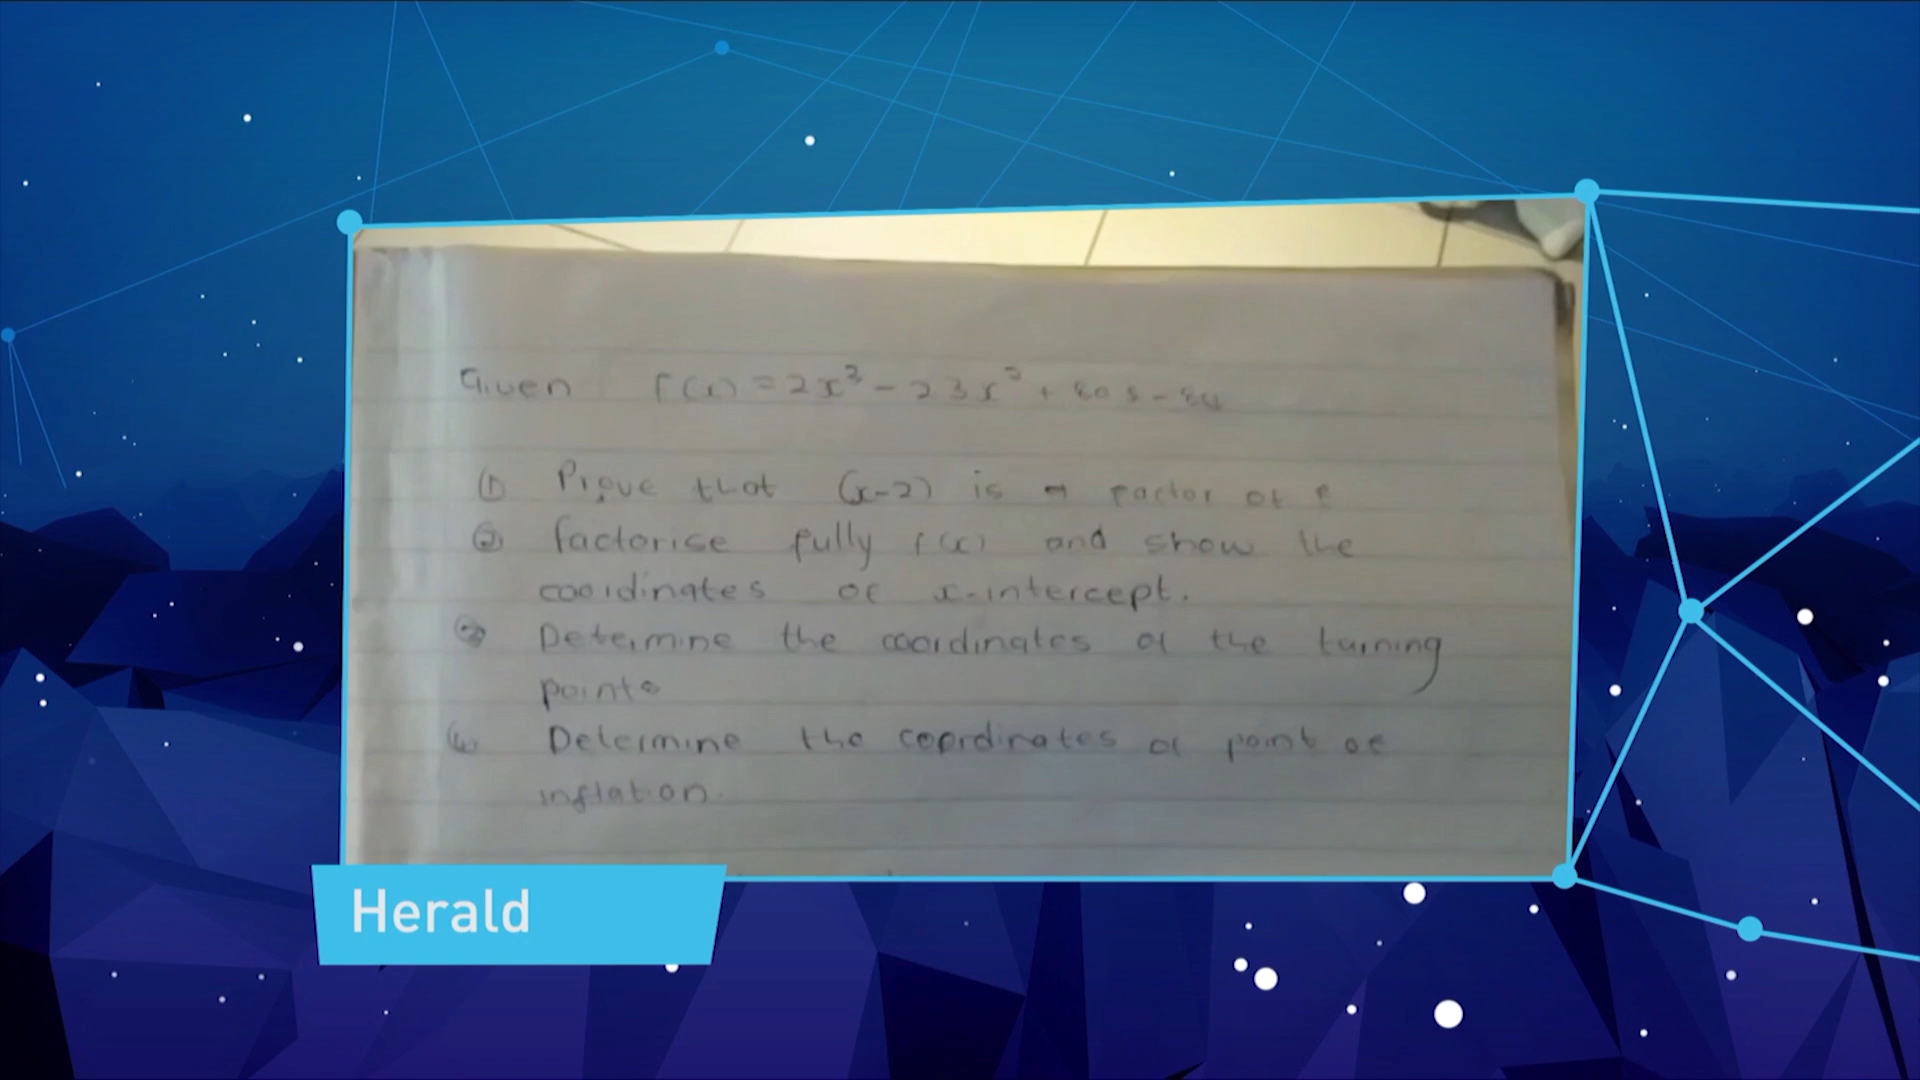 Given f(x) = 2x³ - 23x² + 80x - 84
① Prove that (x-2) is a factor of f
② factorise fully f(x) and show the
coordinates of x-intercept.
③ Determine the coordinates of the turning
points
④ Determine the coordinates of point of
inflation.
Herald